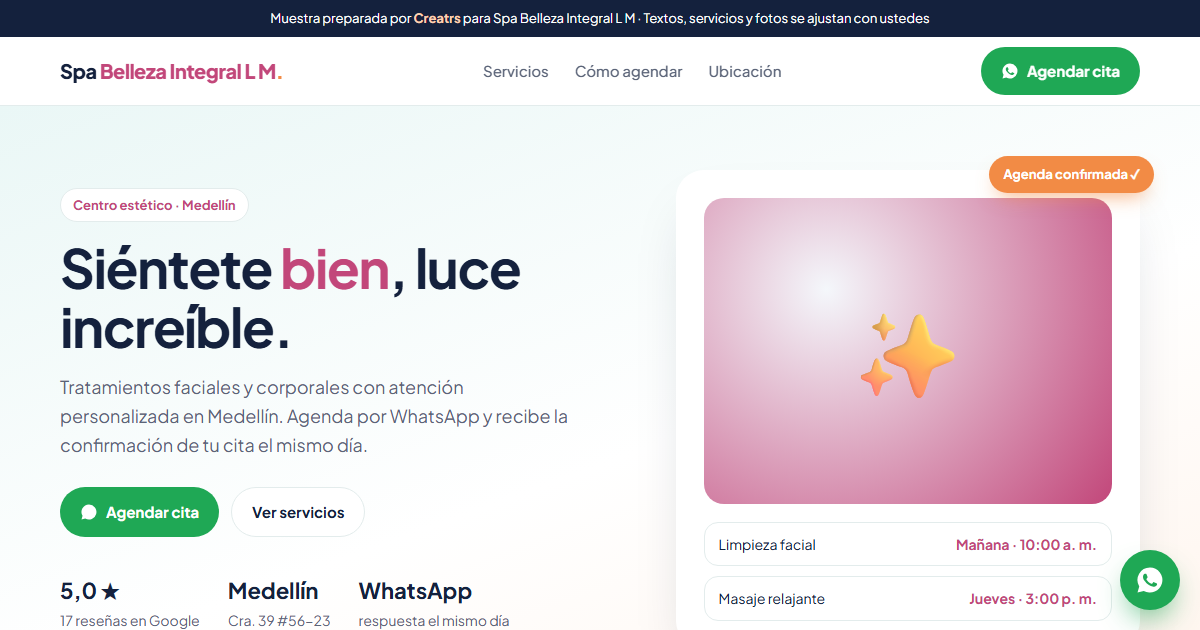 Muestra preparada por Creatrs para Spa Belleza Integral L M · Textos, servicios y fotos se ajustan con ustedes
Spa Belleza Integral L M.
Servicios
Cómo agendar
Ubicación
Agendar cita
Centro estético · Medellín
Siéntete bien, luce
increíble.
Tratamientos faciales y corporales con atención
personalizada en Medellín. Agenda por WhatsApp y recibe la
confirmación de tu cita el mismo día.
Agendar cita
Ver servicios
5,0 ★
17 reseñas en Google
Medellín
Cra. 39 #56–23
WhatsApp
respuesta el mismo día
Agenda confirmada ✓
Limpieza facial
Mañana · 10:00 a. m.
Masaje relajante
Jueves · 3:00 p. m.